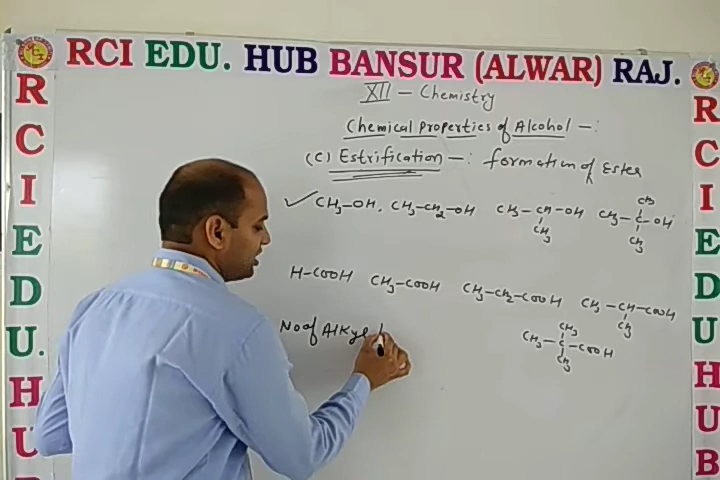 RCI EDU. HUB BANSUR (ALWAR) RAJ.
XII - Chemistry
Chemical Properties of Alcohol -:
(C) Estrification -: formation of Ester
CH3-OH, CH3-CH2-OH CH3-CH-OH CH3-C-OH
CH3
CH3
CH3
H-COOH CH3-COOH CH3-CH2-COOH CH3-CH-COOH
CH3
No of Alkyl
CH3-C-COOH
CH3
CH3
R
C
I
E
D
U.
H
U
R
C
I
E
D
U.
H
U
B